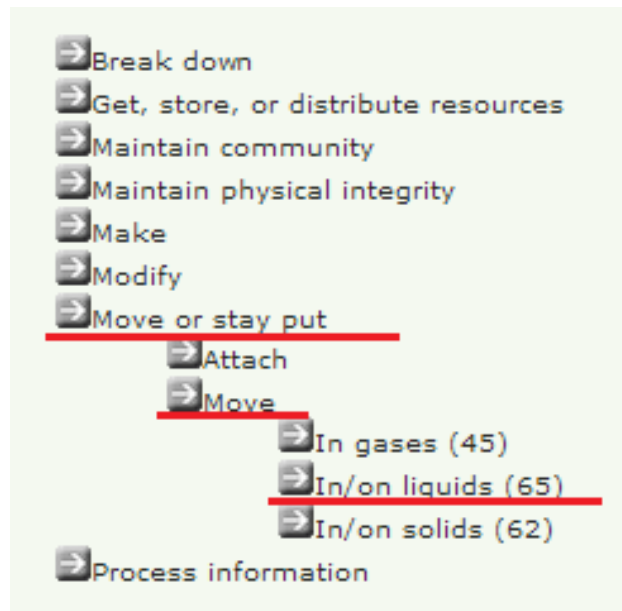 Break down
Get, store, or distribute resources
Maintain community
Maintain physical integrity
Make
Modify
Move or stay put
Attach
Move
In gases (45)
In/on liquids (65)
In/on solids (62)
Process information